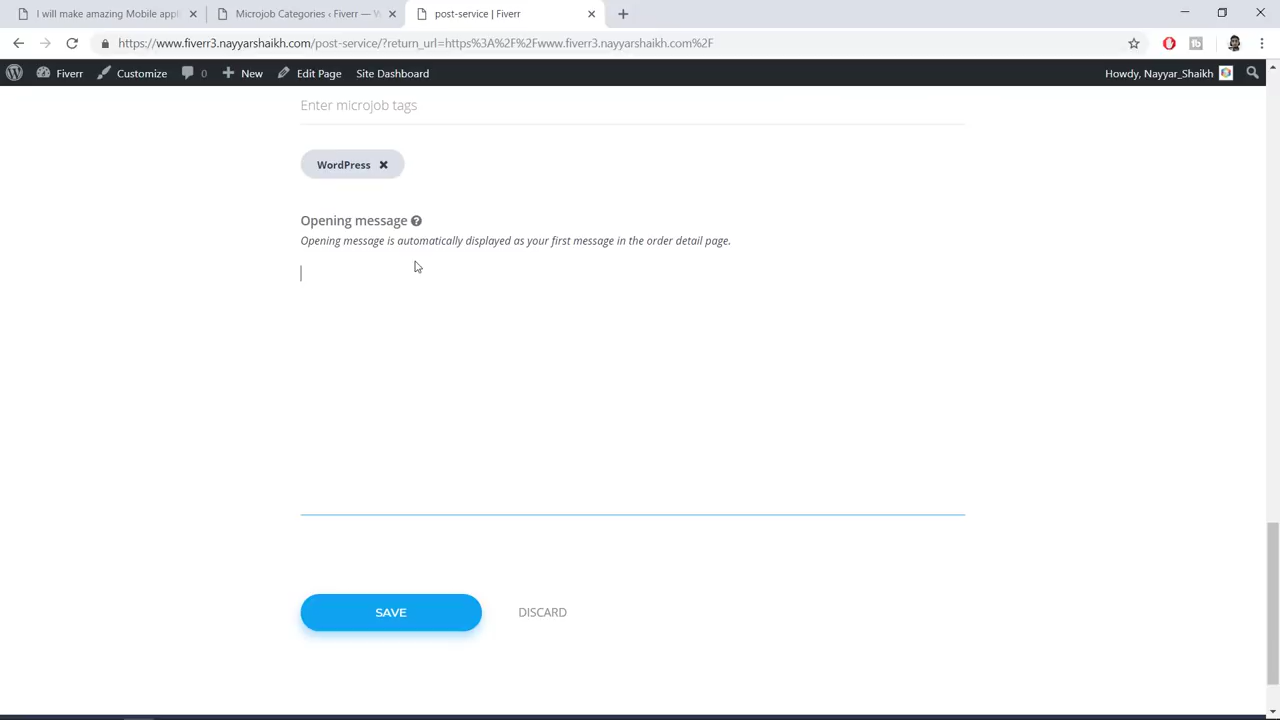 I will make amazing Mobile appl
Microjob Categories ‹ Fiverr — W
post-service | Fiverr
https://www.fiverr3.nayyarshaikh.com/post-service/?return_url=https%3A%2F%2Fwww.fiverr3.nayyarshaikh.com%2F
Fiverr Customize 0 New Edit Page Site Dashboard Howdy, Nayyar_Shaikh
Enter microjob tags
WordPress
Opening message
Opening message is automatically displayed as your first message in the order detail page.
SAVE DISCARD